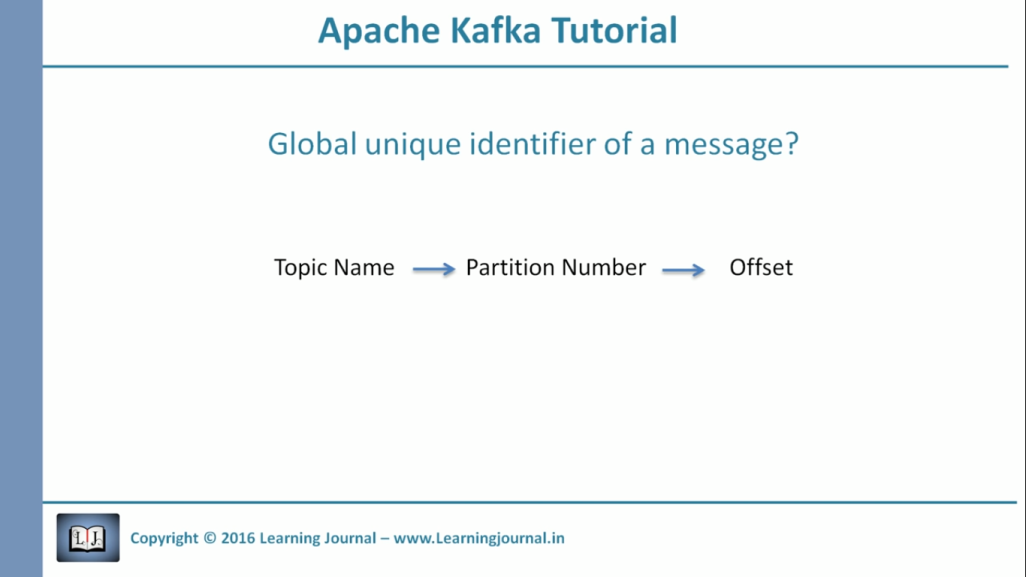 Apache Kafka Tutorial
Global unique identifier of a message?
Topic Name → Partition Number → Offset
L J
Copyright © 2016 Learning Journal – www.Learningjournal.in